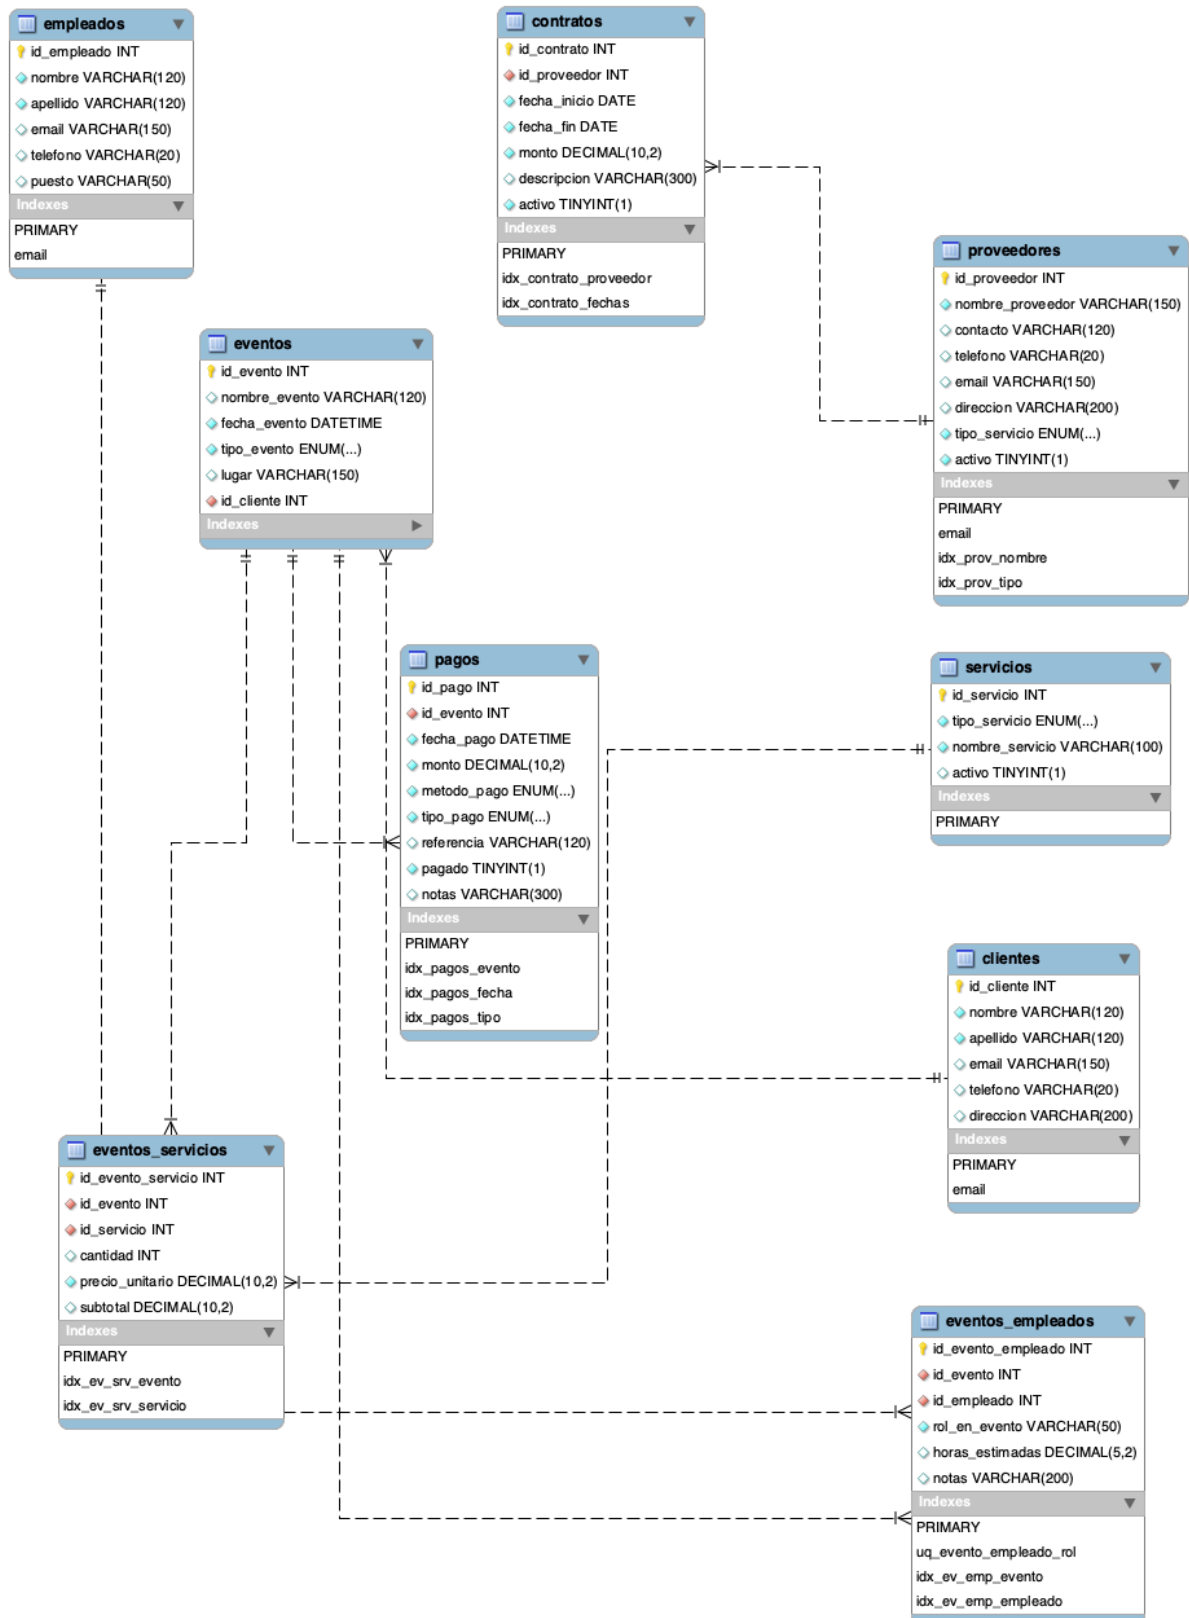 empleados
id_empleado INT
nombre VARCHAR(120)
apellido VARCHAR(120)
email VARCHAR(150)
telefono VARCHAR(20)
puesto VARCHAR(50)
Indexes
PRIMARY
email
contratos
id_contrato INT
id_proveedor INT
fecha_inicio DATE
fecha_fin DATE
monto DECIMAL(10,2)
descripcion VARCHAR(300)
activo TINYINT(1)
Indexes
PRIMARY
idx_contrato_proveedor
idx_contrato_fechas
proveedores
id_proveedor INT
nombre_proveedor VARCHAR(150)
contacto VARCHAR(120)
telefono VARCHAR(20)
email VARCHAR(150)
direccion VARCHAR(200)
tipo_servicio ENUM(...)
activo TINYINT(1)
Indexes
PRIMARY
email
idx_prov_nombre
idx_prov_tipo
eventos
id_evento INT
nombre_evento VARCHAR(120)
fecha_evento DATETIME
tipo_evento ENUM(...)
lugar VARCHAR(150)
id_cliente INT
Indexes
pagos
id_pago INT
id_evento INT
fecha_pago DATETIME
monto DECIMAL(10,2)
metodo_pago ENUM(...)
tipo_pago ENUM(...)
referencia VARCHAR(120)
pagado TINYINT(1)
notas VARCHAR(300)
Indexes
PRIMARY
idx_pagos_evento
idx_pagos_fecha
idx_pagos_tipo
servicios
id_servicio INT
tipo_servicio ENUM(...)
nombre_servicio VARCHAR(100)
activo TINYINT(1)
Indexes
PRIMARY
clientes
id_cliente INT
nombre VARCHAR(120)
apellido VARCHAR(120)
email VARCHAR(150)
telefono VARCHAR(20)
direccion VARCHAR(200)
Indexes
PRIMARY
email
eventos_servicios
id_evento_servicio INT
id_evento INT
id_servicio INT
cantidad INT
precio_unitario DECIMAL(10,2)
subtotal DECIMAL(10,2)
Indexes
PRIMARY
idx_ev_srv_evento
idx_ev_srv_servicio
eventos_empleados
id_evento_empleado INT
id_evento INT
id_empleado INT
rol_en_evento VARCHAR(50)
horas_estimadas DECIMAL(5,2)
notas VARCHAR(200)
Indexes
PRIMARY
uq_evento_empleado_rol
idx_ev_emp_evento
idx_ev_emp_empleado